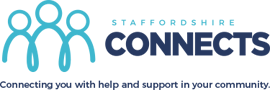 STAFFORDSHIRE
CONNECTS
Connecting you with help and support in your community.